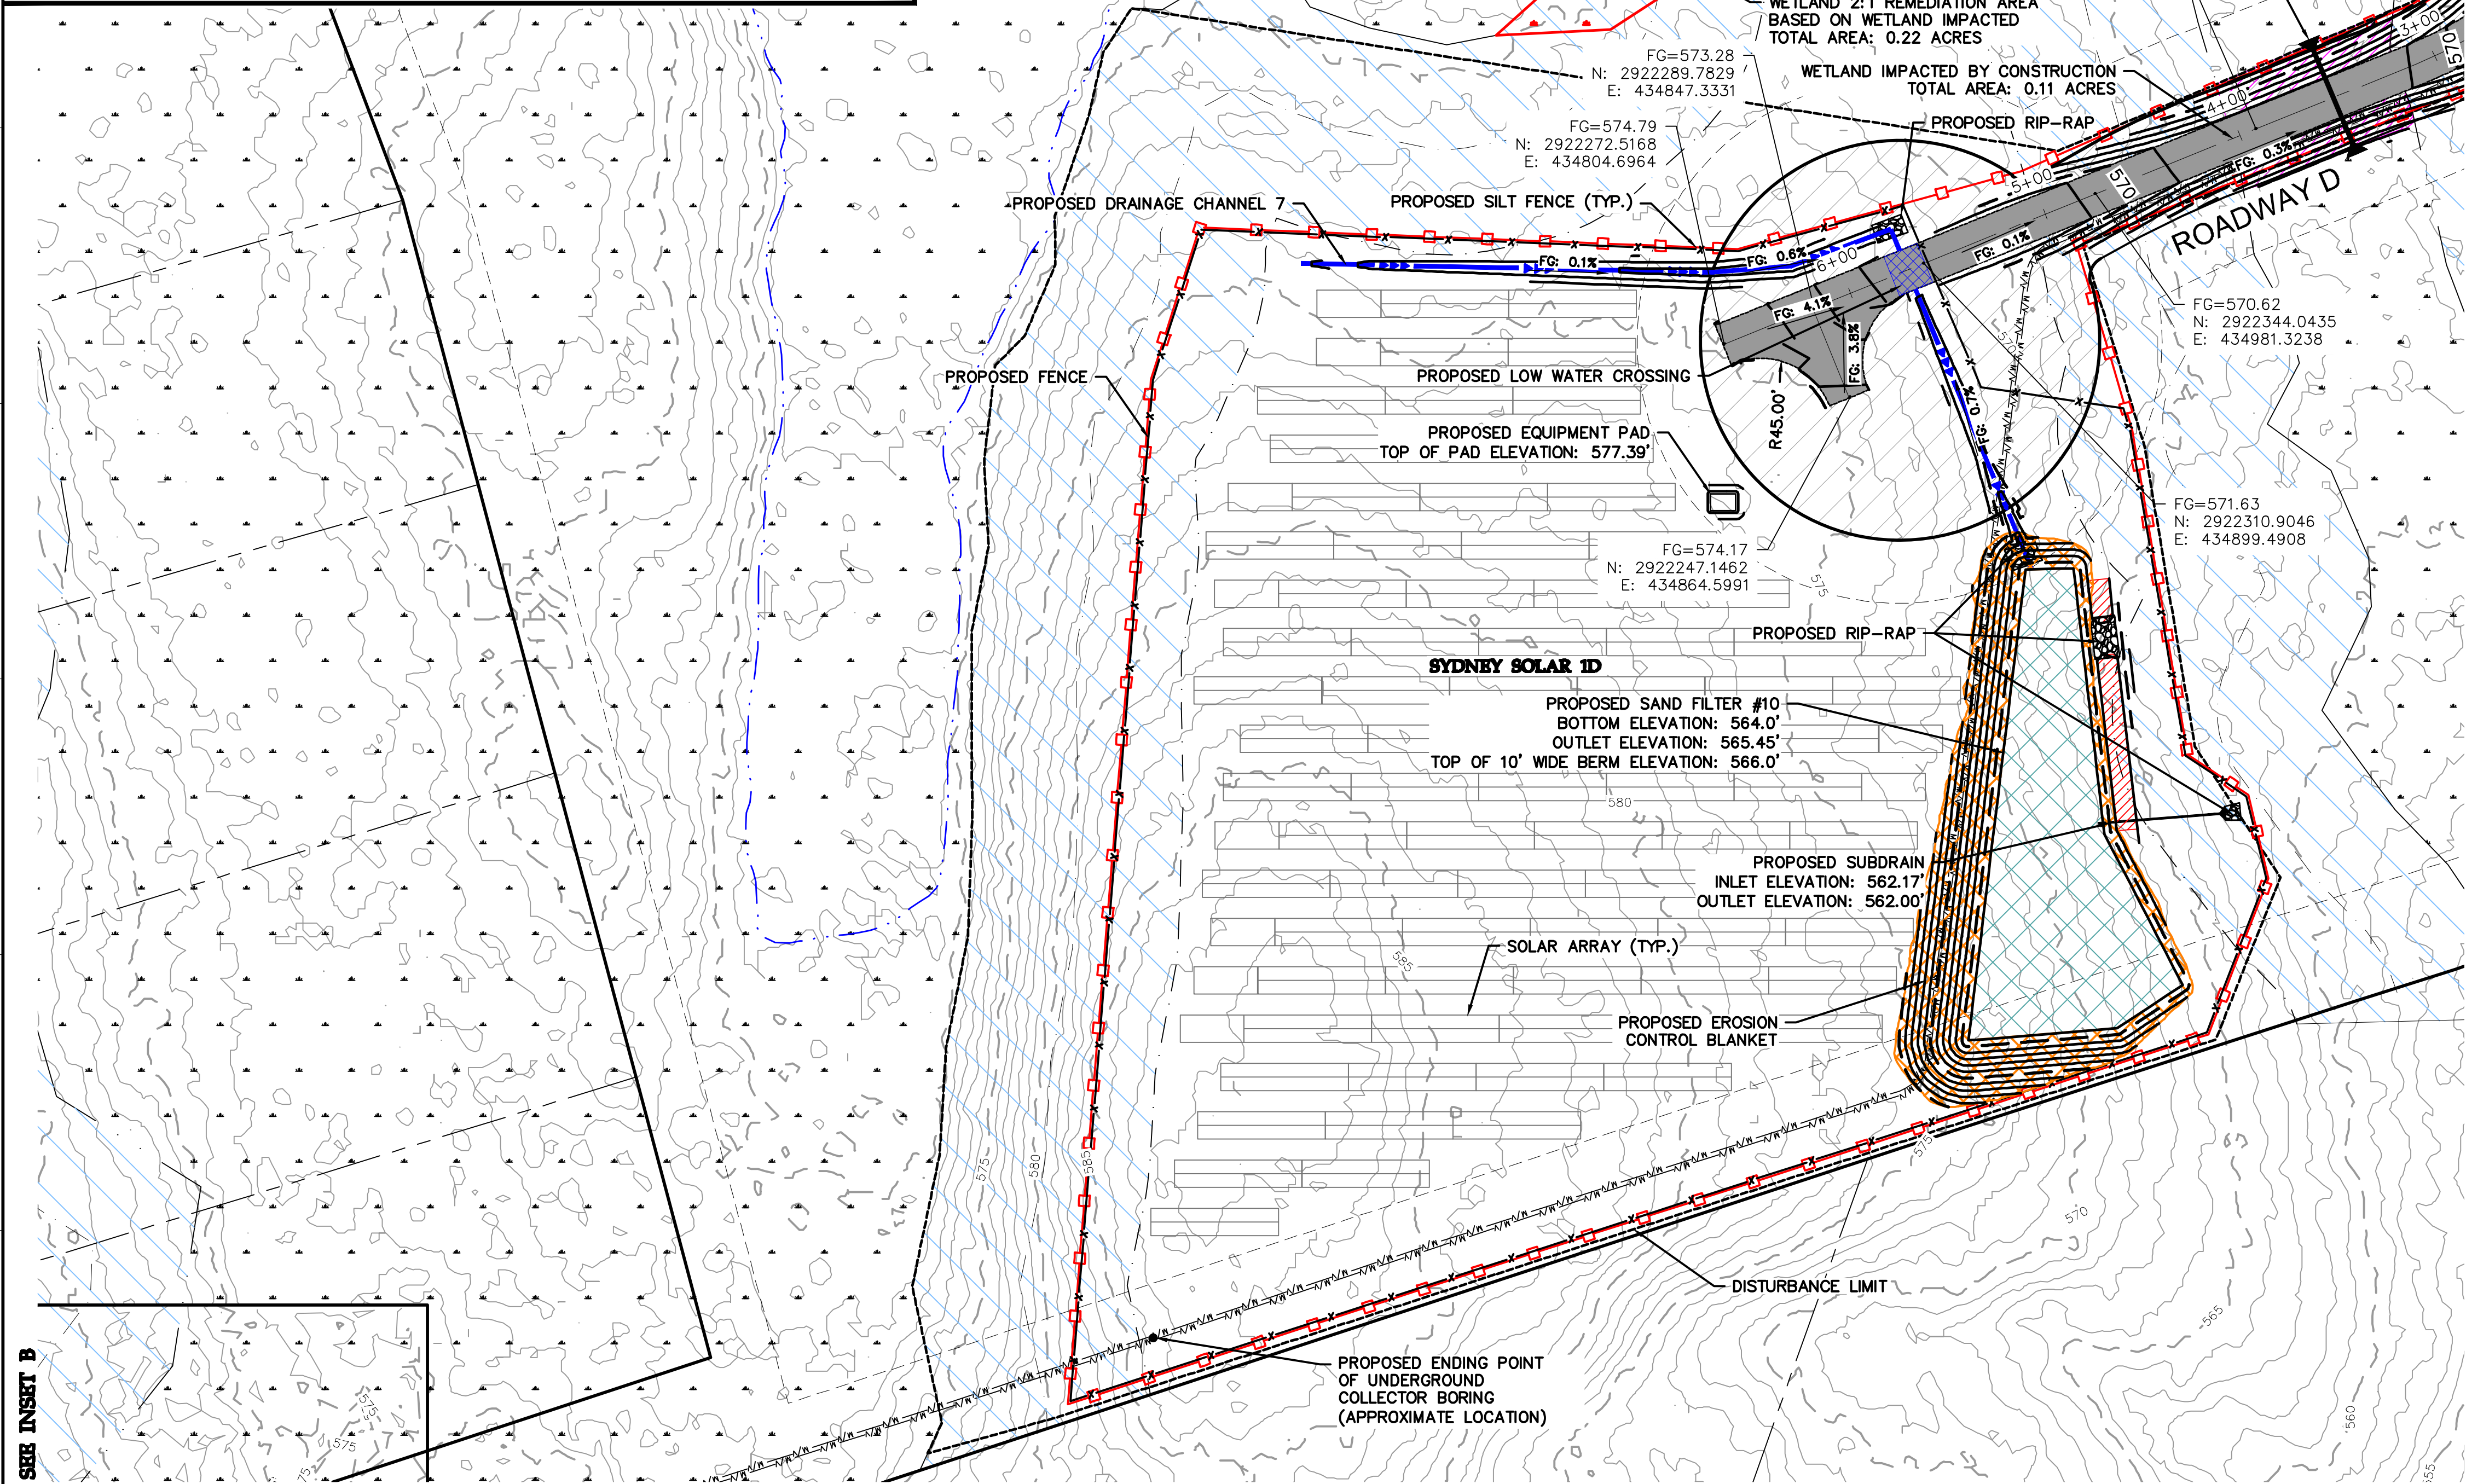 WETLAND 2:1 REMEDIATION AREA
BASED ON WETLAND IMPACTED
TOTAL AREA: 0.22 ACRES
WETLAND IMPACTED BY CONSTRUCTION
TOTAL AREA: 0.11 ACRES
FG=573.28
N: 2922289.7829
E: 434847.3331
FG=574.79
N: 2922272.5168
E: 434804.6964
PROPOSED RIP-RAP
3+00
570
4+00
FG: 0.3%
5+00
570
ROADWAY D
PROPOSED DRAINAGE CHANNEL 7
PROPOSED SILT FENCE (TYP.)
FG: 0.1%
FG: 0.6%
6+00
FG: 0.1%
FG: 4.1%
FG: 3.8%
FG=570.62
N: 2922344.0435
E: 434981.3238
570
PROPOSED FENCE
PROPOSED LOW WATER CROSSING
R45.00'
FG: 0.7%
PROPOSED EQUIPMENT PAD
TOP OF PAD ELEVATION: 577.39'
FG=571.63
N: 2922310.9046
E: 434899.4908
FG=574.17
N: 2922247.1462
E: 434864.5991
575
PROPOSED RIP-RAP
SYDNEY SOLAR 1D
PROPOSED SAND FILTER #10
BOTTOM ELEVATION: 564.0'
OUTLET ELEVATION: 565.45'
TOP OF 10' WIDE BERM ELEVATION: 566.0'
580
PROPOSED SUBDRAIN
INLET ELEVATION: 562.17'
OUTLET ELEVATION: 562.00'
SOLAR ARRAY (TYP.)
585
PROPOSED EROSION
CONTROL BLANKET
575
580
585
575
570
DISTURBANCE LIMIT
565
PROPOSED ENDING POINT
OF UNDERGROUND
COLLECTOR BORING
(APPROXIMATE LOCATION)
560
555
SEE INSET B
575
575
75